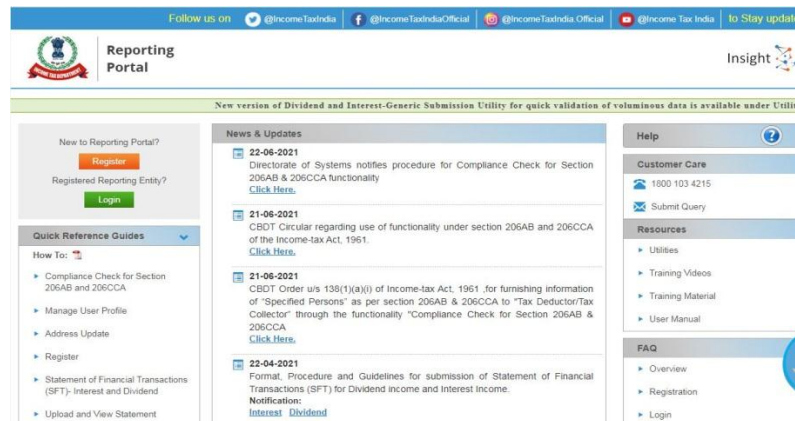 Follow us on @IncomeTaxIndia @IncomeTaxIndiaOfficial @IncomeTaxIndia.Official @Income Tax India to Stay update
INCOME TAX DEPARTMENT
Reporting
Portal
Insight
New version of Dividend and Interest-Generic Submission Utility for quick validation of voluminous data is available under Utili
New to Reporting Portal?
Register
Registered Reporting Entity?
Login
Quick Reference Guides
How To:
Compliance Check for Section
206AB and 206CCA
Manage User Profile
Address Update
Register
Statement of Financial Transactions
(SFT)- Interest and Dividend
Upload and View Statement
News & Updates
22-06-2021
Directorate of Systems notifies procedure for Compliance Check for Section
206AB & 206CCA functionality
Click Here.
21-06-2021
CBDT Circular regarding use of functionality under section 206AB and 206CCA
of the Income-tax Act, 1961.
Click Here.
21-06-2021
CBDT Order u/s 138(1)(a)(i) of Income-tax Act, 1961 ,for furnishing information
of "Specified Persons" as per section 206AB & 206CCA to "Tax Deductor/Tax
Collector" through the functionality "Compliance Check for Section 206AB &
206CCA
Click Here.
22-04-2021
Format, Procedure and Guidelines for submission of Statement of Financial
Transactions (SFT) for Dividend income and Interest Income.
Notification:
Interest Dividend
Help ?
Customer Care
1800 103 4215
Submit Query
Resources
Utilities
Training Videos
Training Material
User Manual
FAQ
Overview
Registration
Login